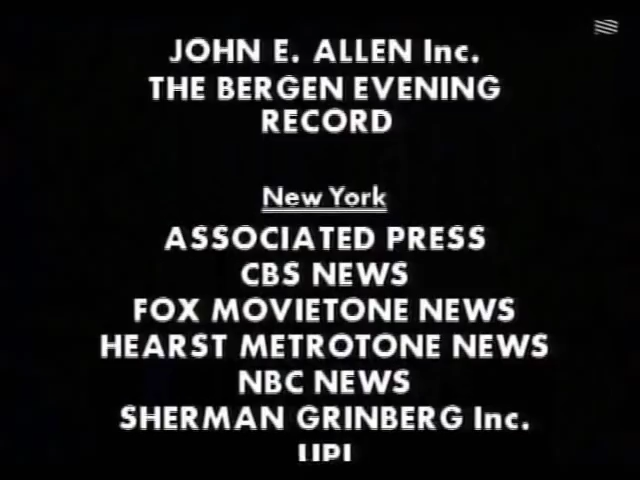 JOHN E. ALLEN Inc.
THE BERGEN EVENING
RECORD
New York
ASSOCIATED PRESS
CBS NEWS
FOX MOVIETONE NEWS
HEARST METROTONE NEWS
NBC NEWS
SHERMAN GRINBERG Inc.
UPI